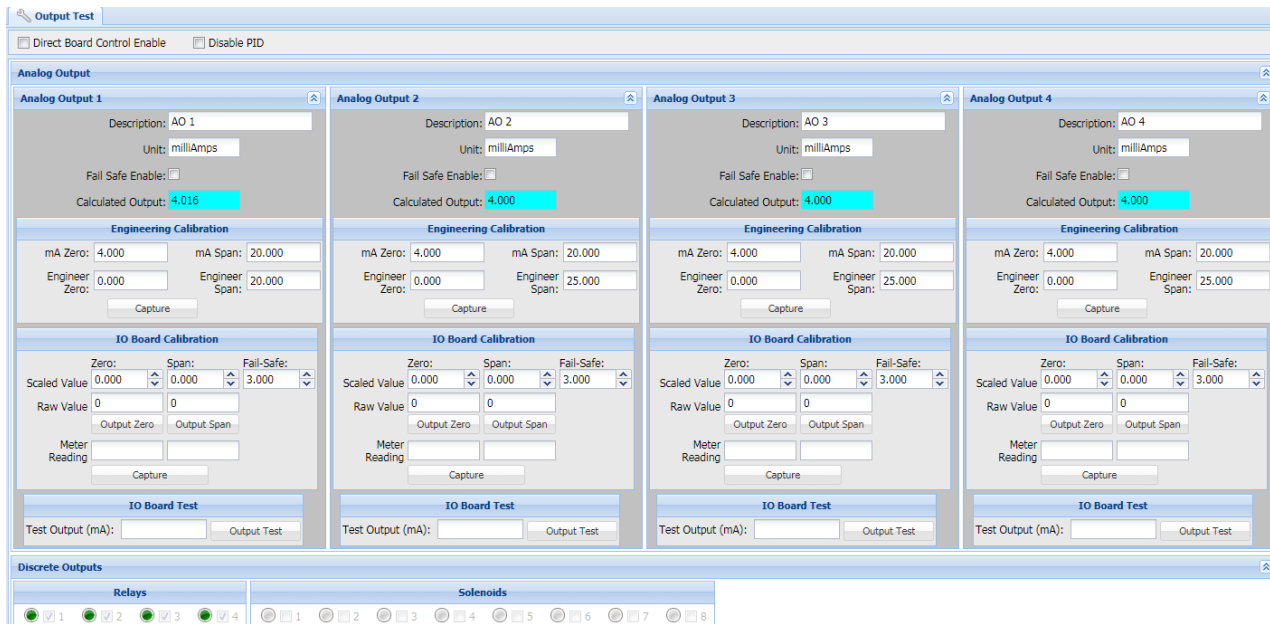 Output Test
Direct Board Control Enable Disable PID
Analog Output
Analog Output 1
Description: AO 1
Unit: milliAmps
Fail Safe Enable:
Calculated Output: 4.016
Engineering Calibration
mA Zero: 4.000 mA Span: 20.000
Engineer Zero: 0.000 Engineer Span: 20.000
Capture
IO Board Calibration
Zero: Span: Fail-Safe:
Scaled Value 0.000 0.000 3.000
Raw Value 0 0
Output Zero Output Span
Meter Reading
Capture
IO Board Test
Test Output (mA): Output Test
Analog Output 2
Description: AO 2
Unit: milliAmps
Fail Safe Enable:
Calculated Output: 4.000
Engineering Calibration
mA Zero: 4.000 mA Span: 20.000
Engineer Zero: 0.000 Engineer Span: 25.000
Capture
IO Board Calibration
Zero: Span: Fail-Safe:
Scaled Value 0.000 0.000 3.000
Raw Value 0 0
Output Zero Output Span
Meter Reading
Capture
IO Board Test
Test Output (mA): Output Test
Analog Output 3
Description: AO 3
Unit: milliAmps
Fail Safe Enable:
Calculated Output: 4.000
Engineering Calibration
mA Zero: 4.000 mA Span: 20.000
Engineer Zero: 0.000 Engineer Span: 25.000
Capture
IO Board Calibration
Zero: Span: Fail-Safe:
Scaled Value 0.000 0.000 3.000
Raw Value 0 0
Output Zero Output Span
Meter Reading
Capture
IO Board Test
Test Output (mA): Output Test
Analog Output 4
Description: AO 4
Unit: milliAmps
Fail Safe Enable:
Calculated Output: 4.000
Engineering Calibration
mA Zero: 4.000 mA Span: 20.000
Engineer Zero: 0.000 Engineer Span: 25.000
Capture
IO Board Calibration
Zero: Span: Fail-Safe:
Scaled Value 0.000 0.000 3.000
Raw Value 0 0
Output Zero Output Span
Meter Reading
Capture
IO Board Test
Test Output (mA): Output Test
Discrete Outputs
Relays
1 2 3 4
Solenoids
1 2 3 4 5 6 7 8